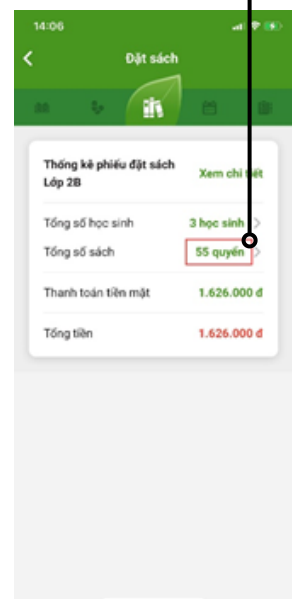 14:06
Đặt sách
Thống kê phiếu đặt sách Xem chi tiết
Lớp 2B
Tổng số học sinh 3 học sinh >
Tổng số sách 55 quyển >
Thanh toán tiền mặt 1.626.000 đ
Tổng tiền 1.626.000 đ